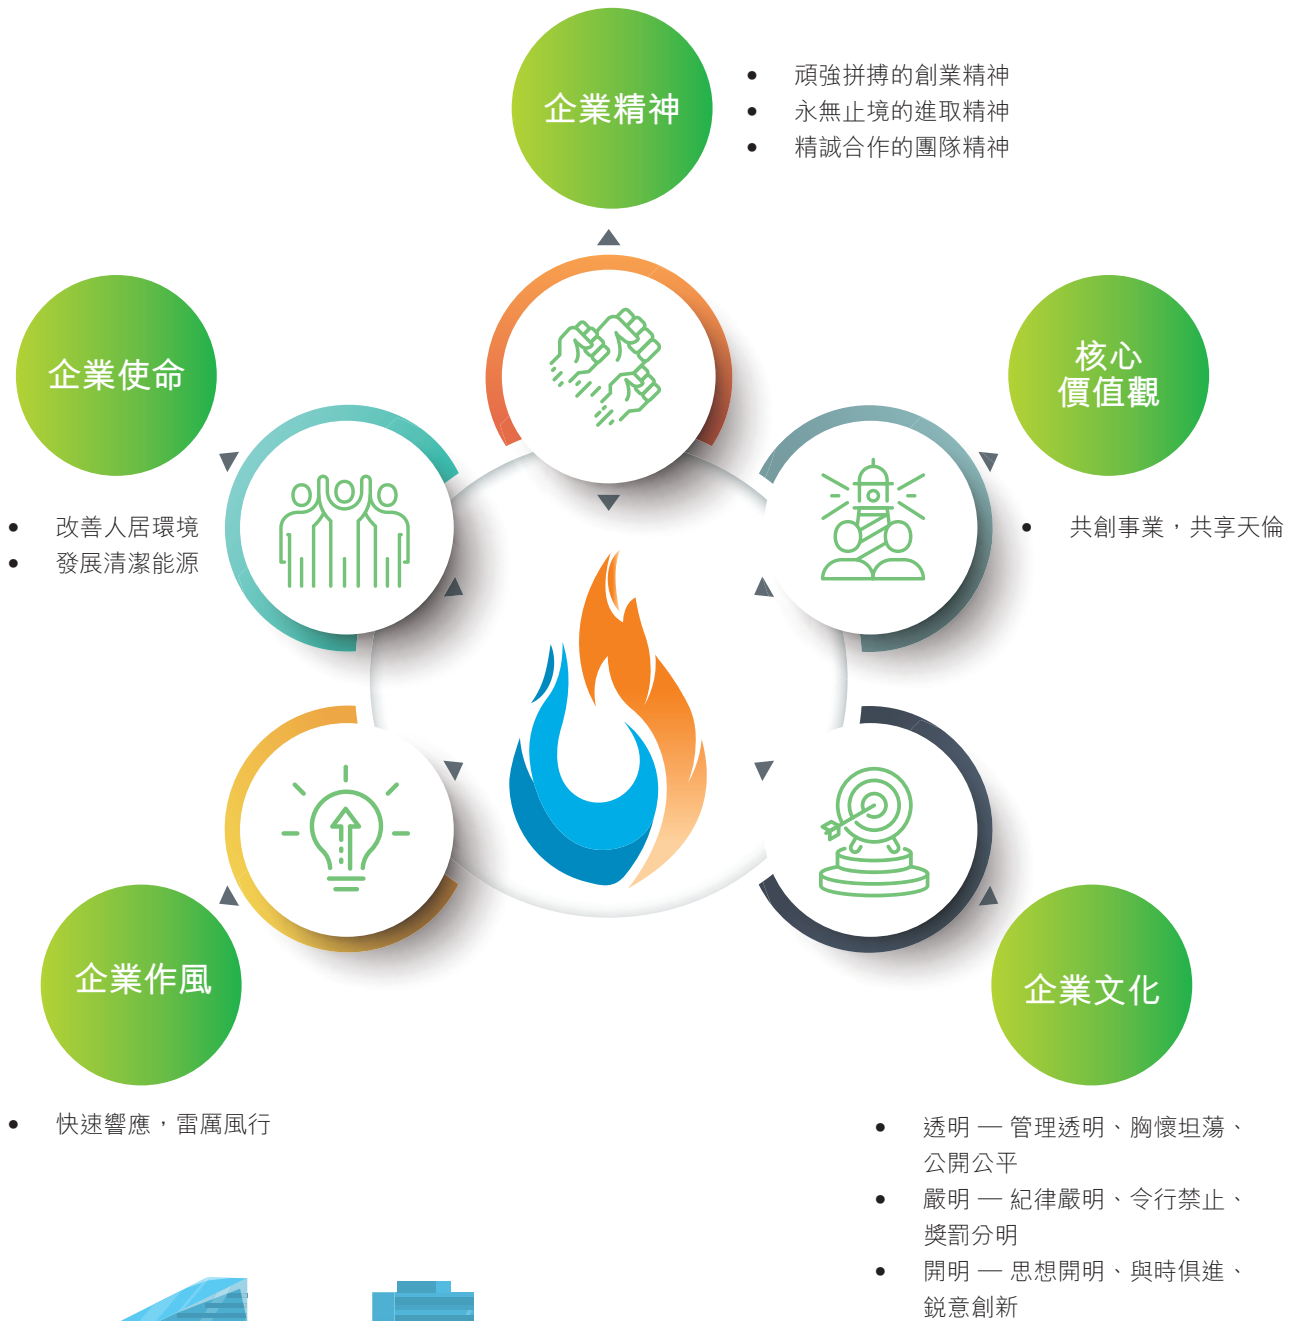 企業精神
頑強拼搏的創業精神
永無止境的進取精神
精誠合作的團隊精神
企業使命
改善人居環境
發展清潔能源
核心
價值觀
共創事業，共享天倫
企業作風
快速響應，雷厲風行
企業文化
透明 — 管理透明、胸懷坦蕩、
公開公平
嚴明 — 紀律嚴明、令行禁止、
獎罰分明
開明 — 思想開明、與時俱進、
鋭意創新